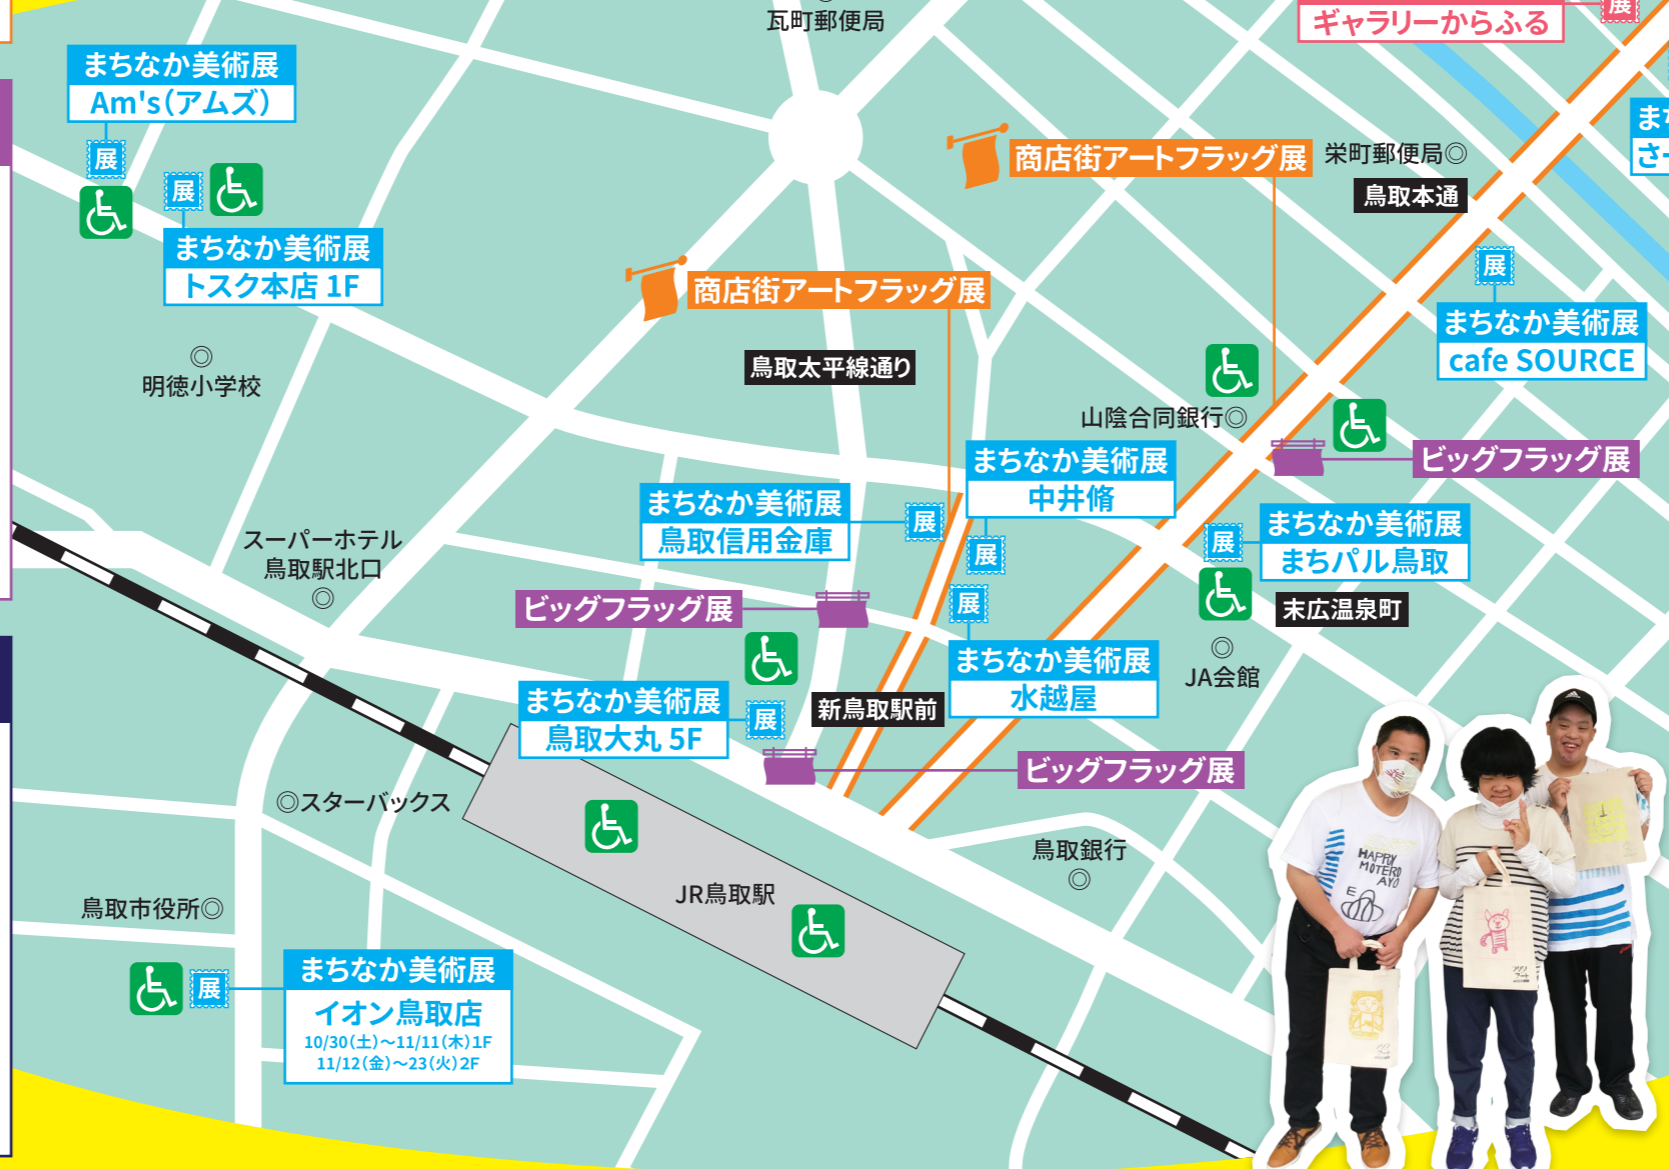 瓦町郵便局
ギャラリーからふる
展
まちなか美術展
Am's(アムズ)
展
展
まちなか美術展
トスク本店 1F
商店街アートフラッグ展
栄町郵便局◎
鳥取本通
商店街アートフラッグ展
展
まちなか美術展
cafe SOURCE
◎
明徳小学校
鳥取太平線通り
山陰合同銀行◎
ビッグフラッグ展
まちなか美術展
中井脩
まちなか美術展
鳥取信用金庫
展
展
展
まちなか美術展
まちパル鳥取
スーパーホテル
鳥取駅北口
◎
ビッグフラッグ展
展
末広温泉町
まちなか美術展
水越屋
◎
JA会館
まちなか美術展
鳥取大丸 5F
展
新鳥取駅前
ビッグフラッグ展
◎スターバックス
鳥取銀行
◎
JR鳥取駅
鳥取市役所◎
展
まちなか美術展
イオン鳥取店
10/30(土)～11/11(木)1F
11/12(金)～23(火)2F
HAPPY
MOTERO
AYO